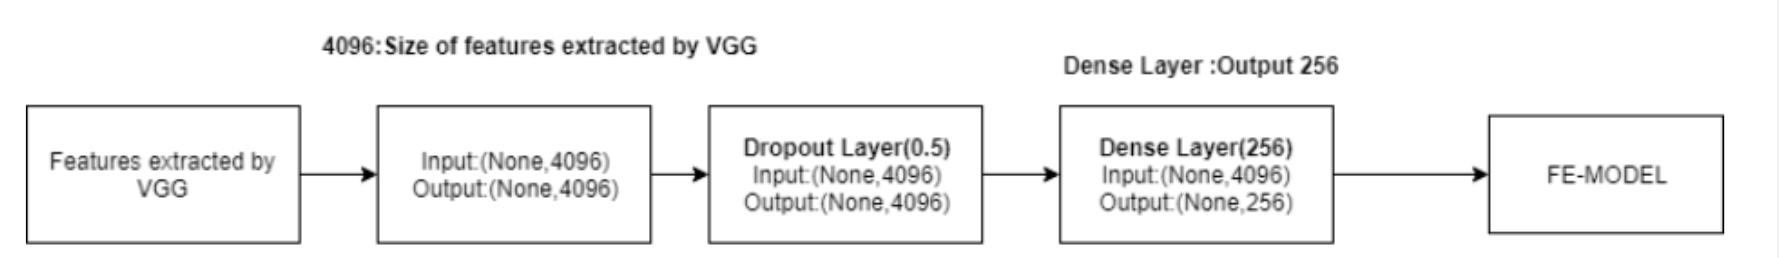 4096:Size of features extracted by VGG
Dense Layer :Output 256
Features extracted by
VGG
Input:(None,4096)
Output:(None,4096)
Dropout Layer(0.5)
Input:(None,4096)
Output:(None,4096)
Dense Layer(256)
Input:(None,4096)
Output:(None,256)
FE-MODEL